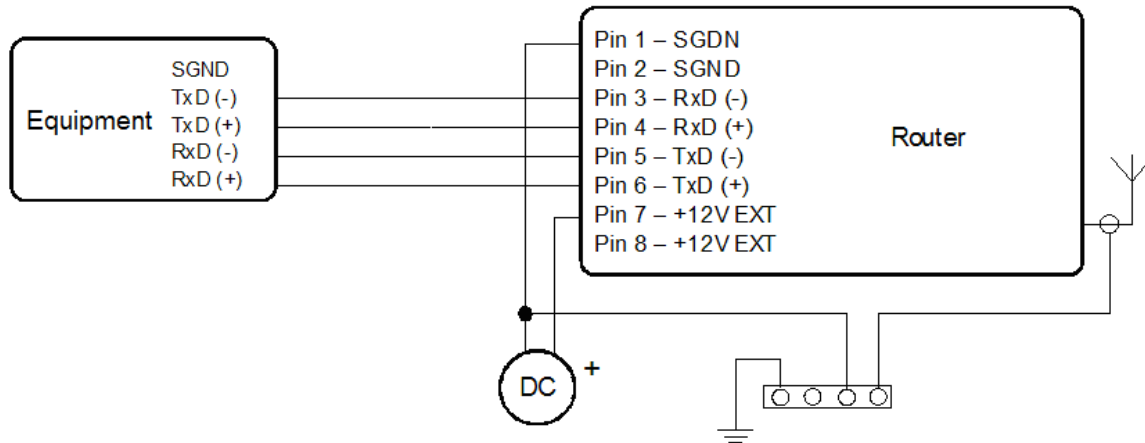 Equipment
SGND
TxD (-)
TxD (+)
RxD (-)
RxD (+)
Pin 1 – SGDN
Pin 2 – SGND
Pin 3 – RxD (-)
Pin 4 – RxD (+)
Pin 5 – TxD (-)
Pin 6 – TxD (+)
Pin 7 – +12V EXT
Pin 8 – +12V EXT
Router
DC +